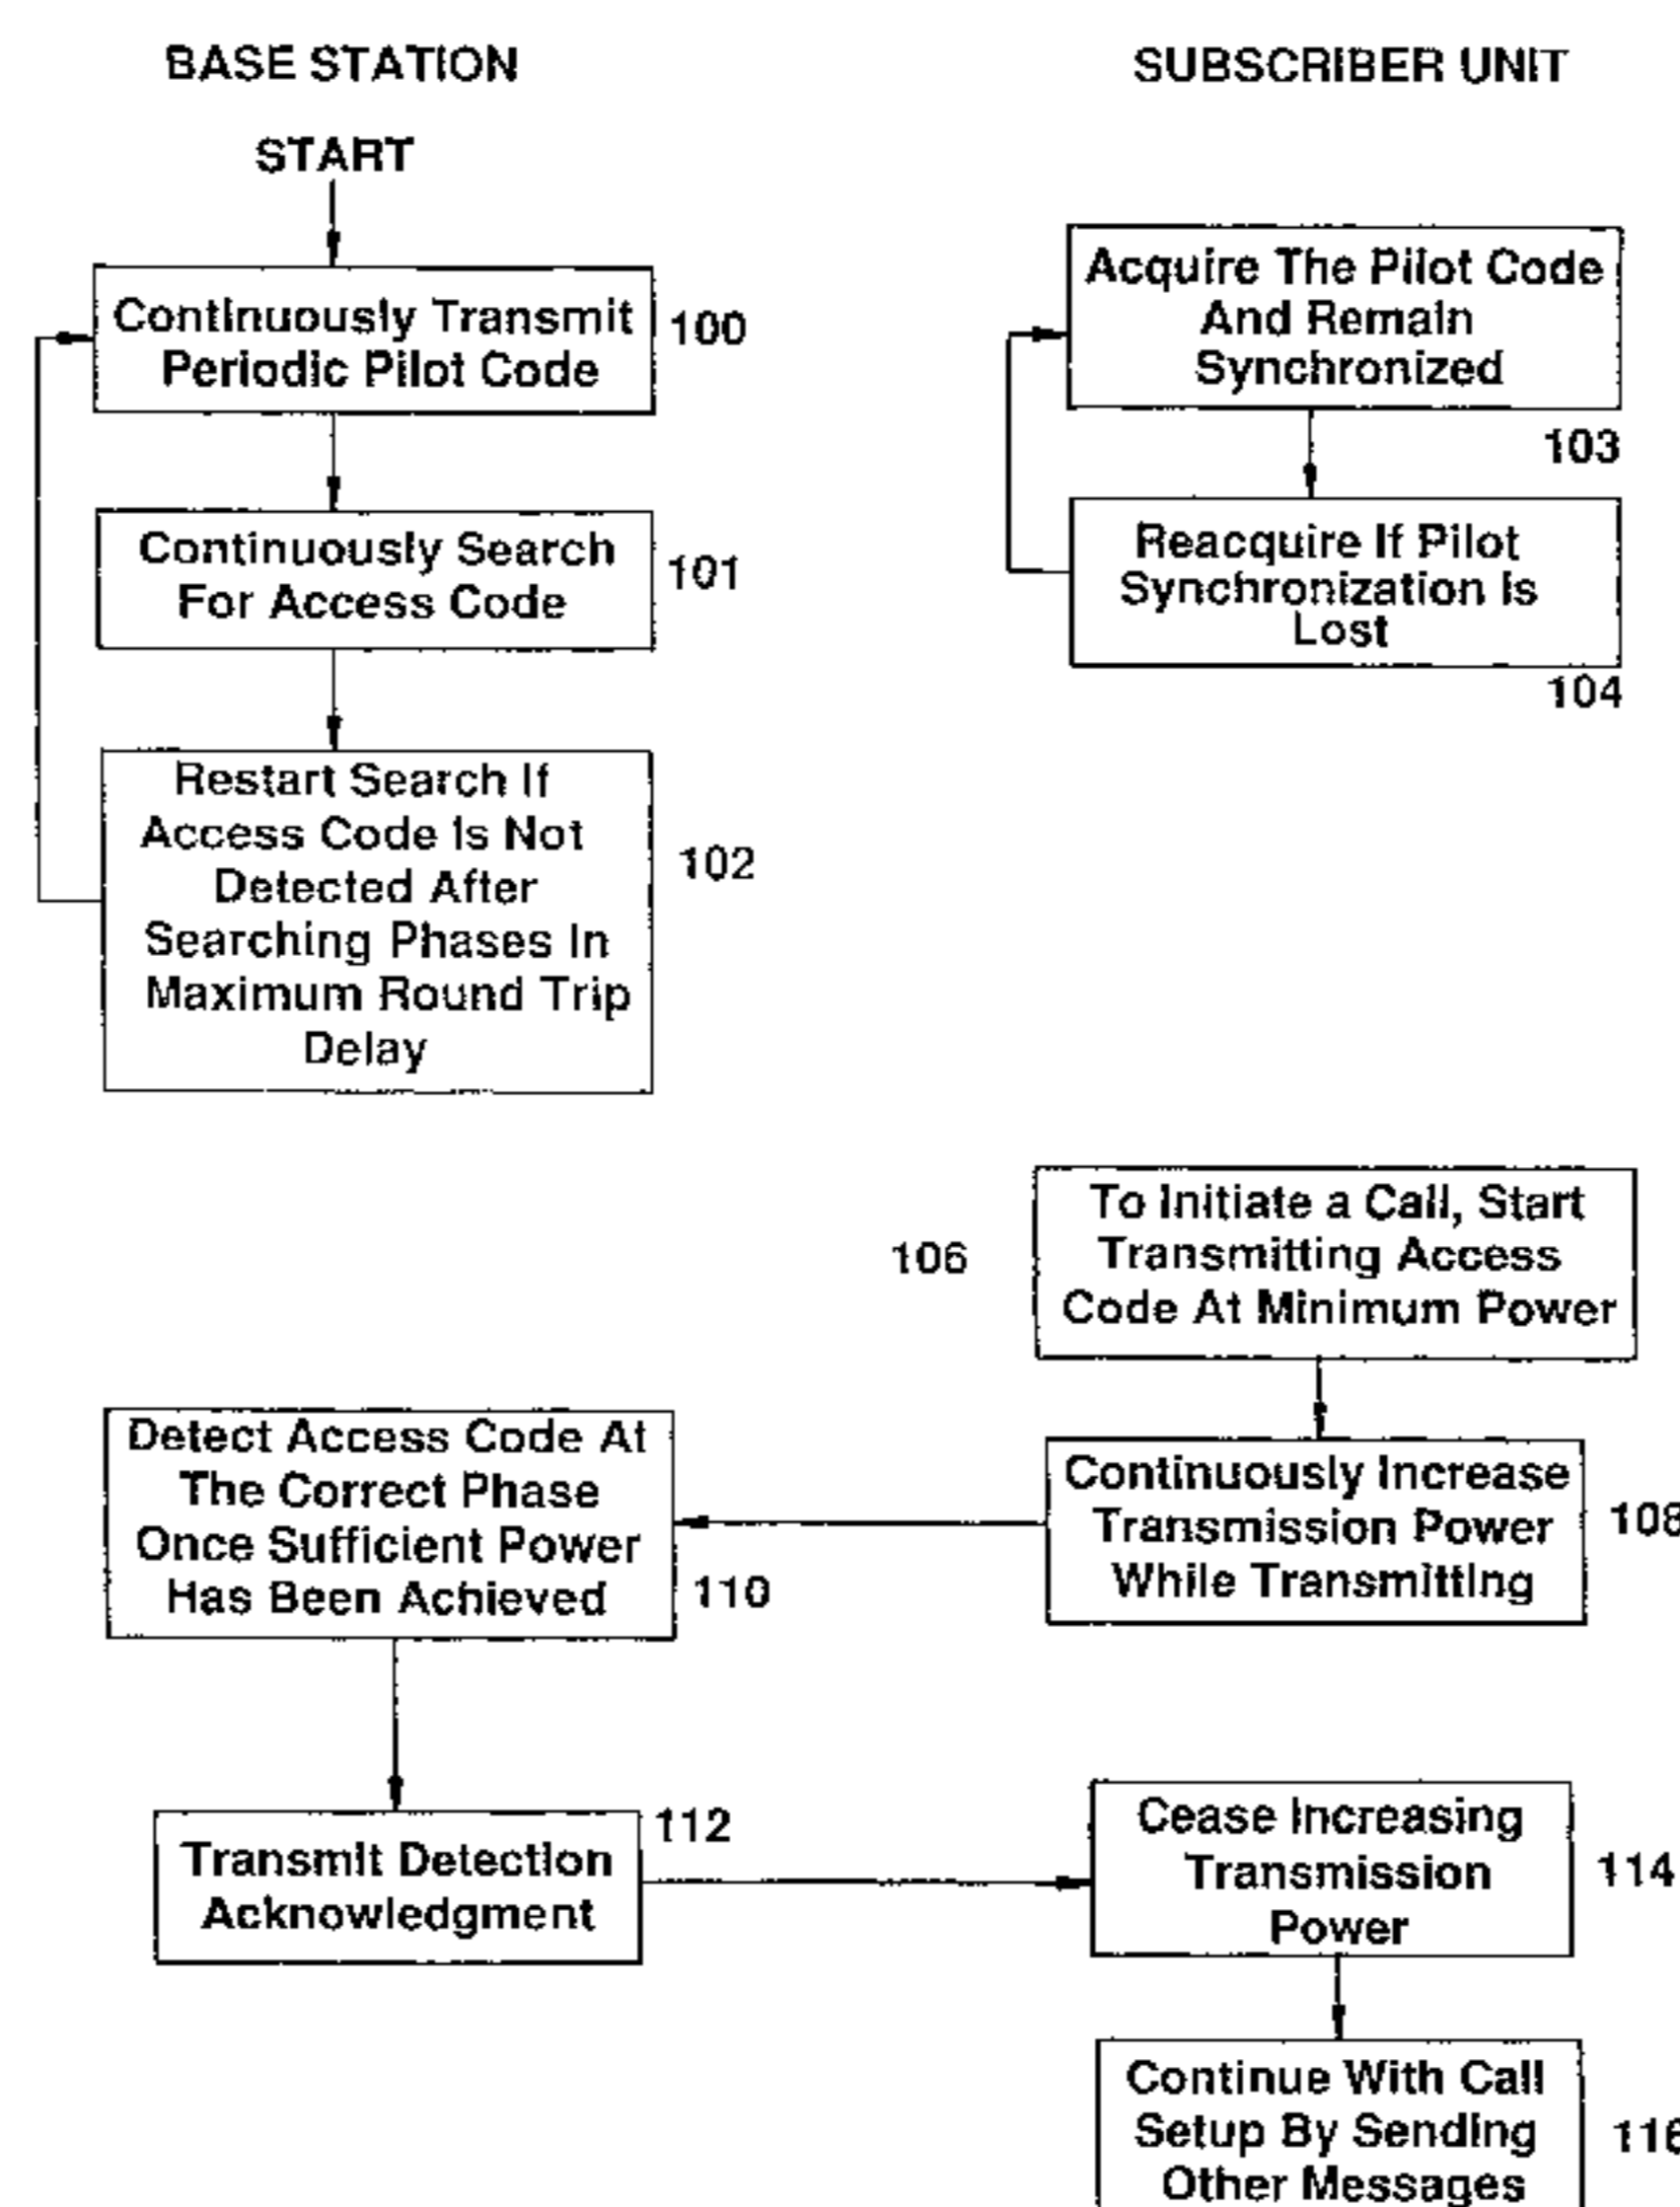 BASE STATION
START
Continuously Transmit
Periodic Pilot Code
100
Continuously Search
For Access Code
101
Restart Search If
Access Code Is Not
Detected After
Searching Phases In
Maximum Round Trip
Delay
102
SUBSCRIBER UNIT
Acquire The Pilot Code
And Remain
Synchronized
103
Reacquire If Pilot
Synchronization Is
Lost
104
106
To Initiate a Call, Start
Transmitting Access
Code At Minimum Power
Continuously Increase
Transmission Power
While Transmitting
108
Detect Access Code At
The Correct Phase
Once Sufficient Power
Has Been Achieved
110
Transmit Detection
Acknowledgment
112
Cease Increasing
Transmission
Power
114
Continue With Call
Setup By Sending
Other Messages
116